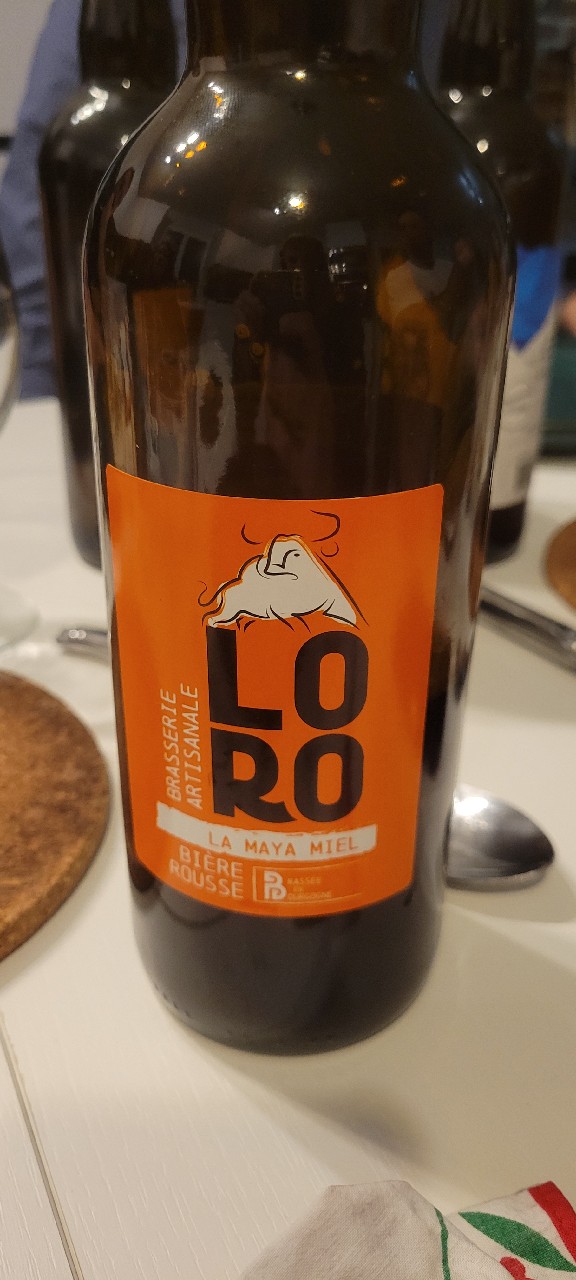 LO
RO
BRASSERIE
ARTISANALE
LA MAYA MIEL
BIÈRE
ROUSSE